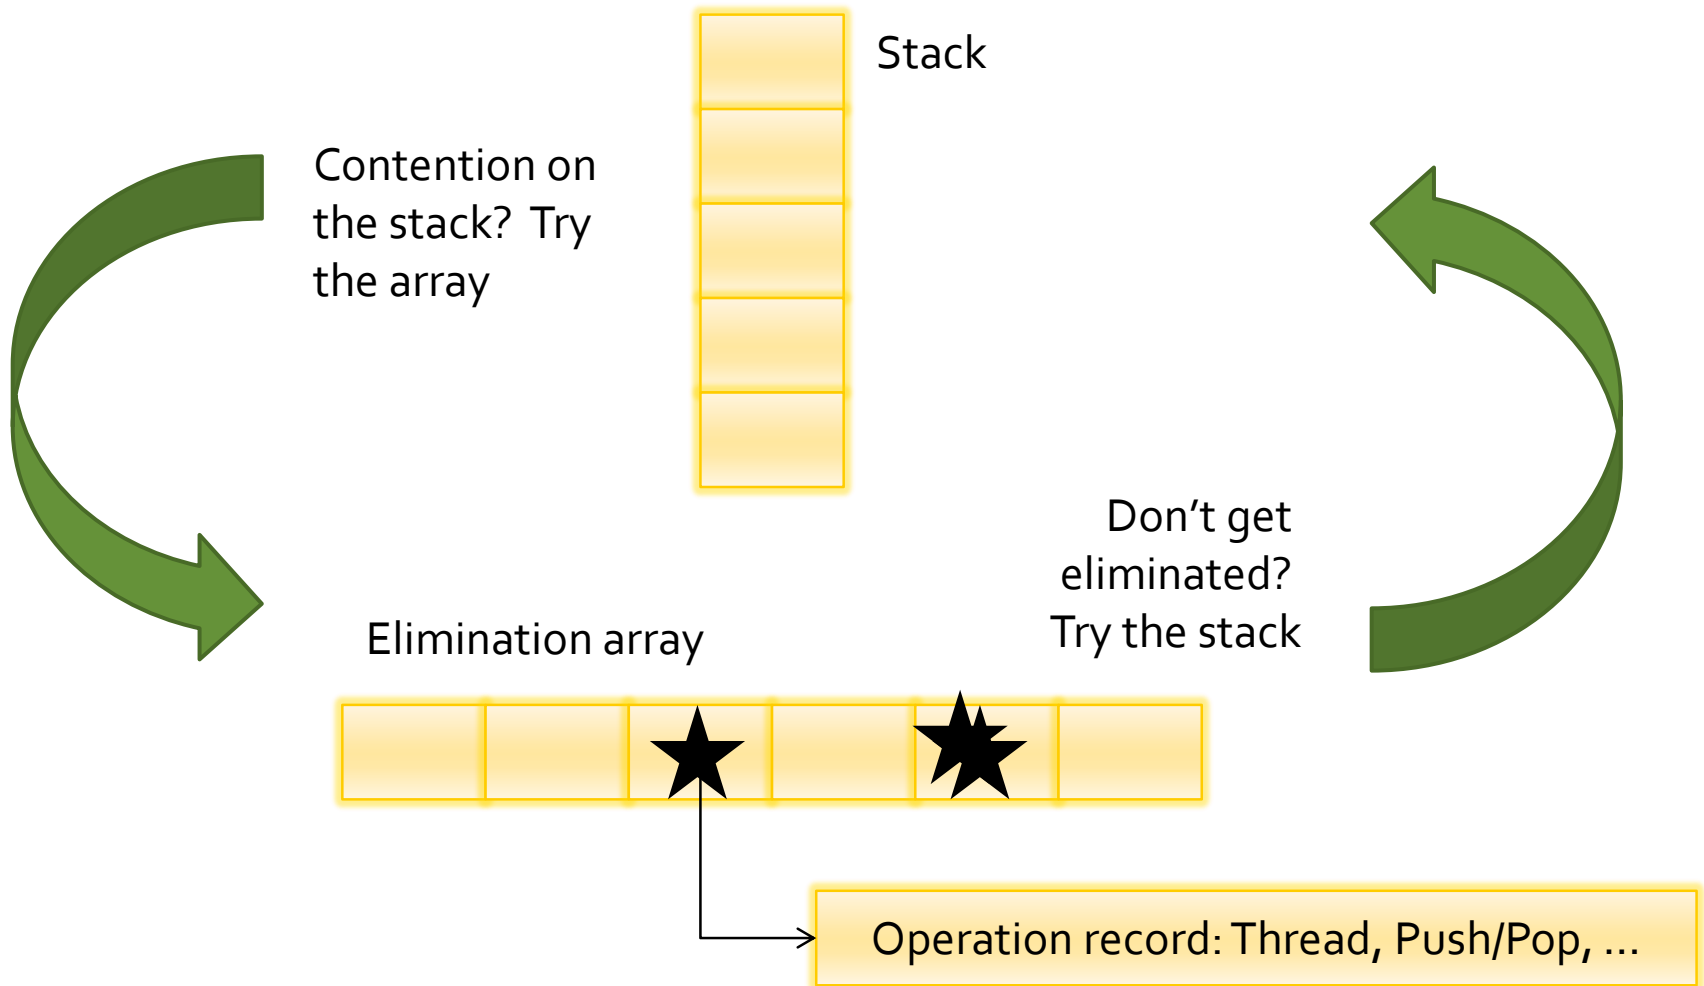 Stack
Contention on
the stack?  Try
the array
Don’t get
eliminated?
Try the stack
Elimination array
Operation record: Thread, Push/Pop, …